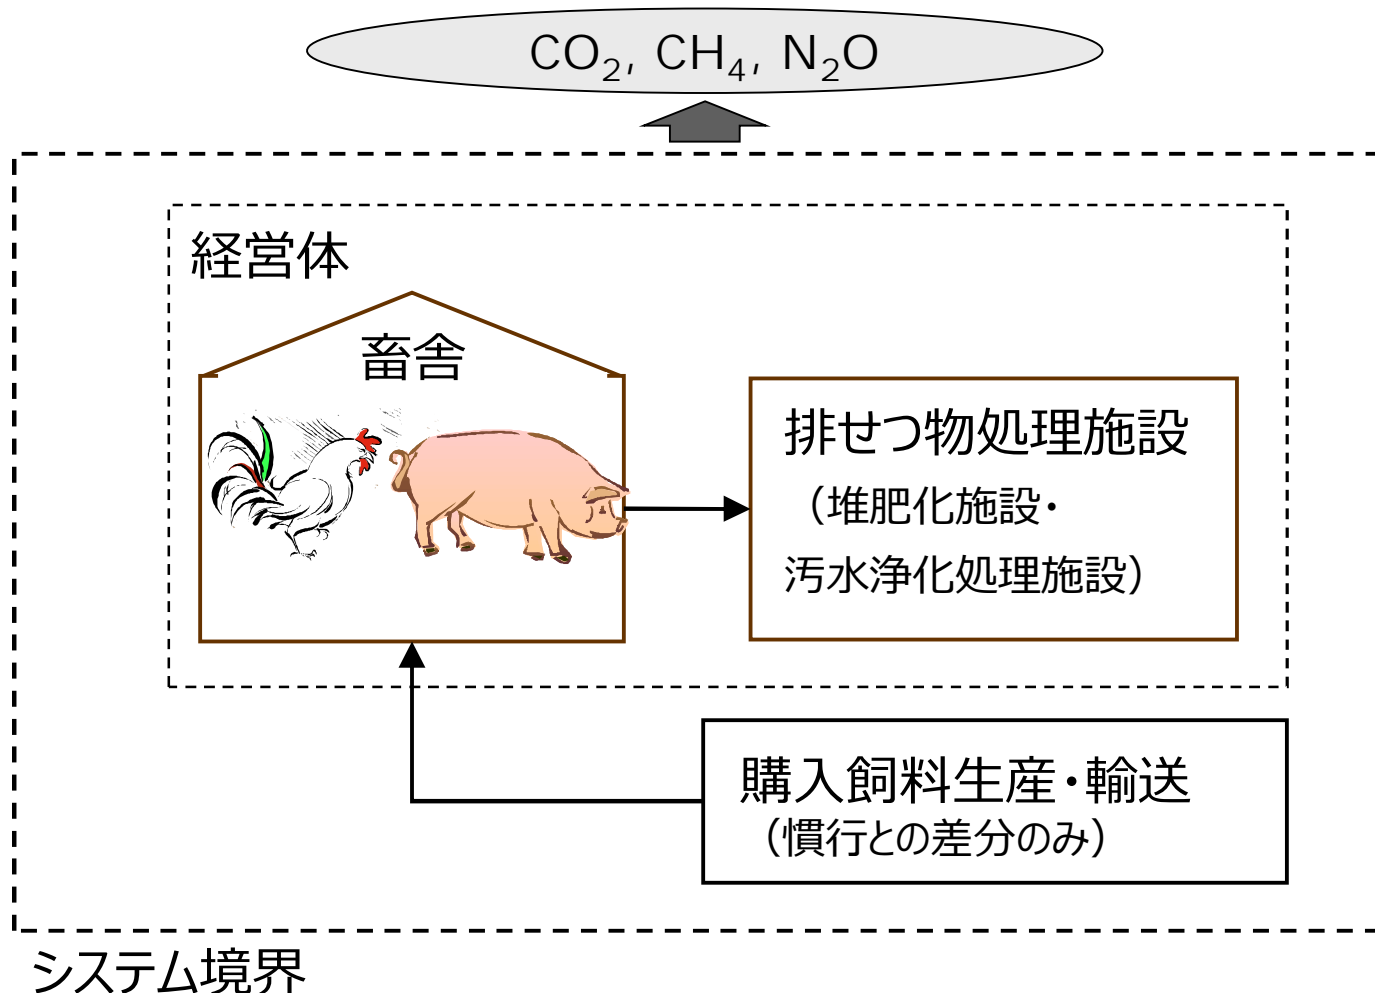 CO₂, CH₄, N₂O
経営体
畜舎
排せつ物処理施設
（堆肥化施設・
汚水浄化処理施設）
購入飼料生産・輸送
（慣行との差分のみ）
システム境界